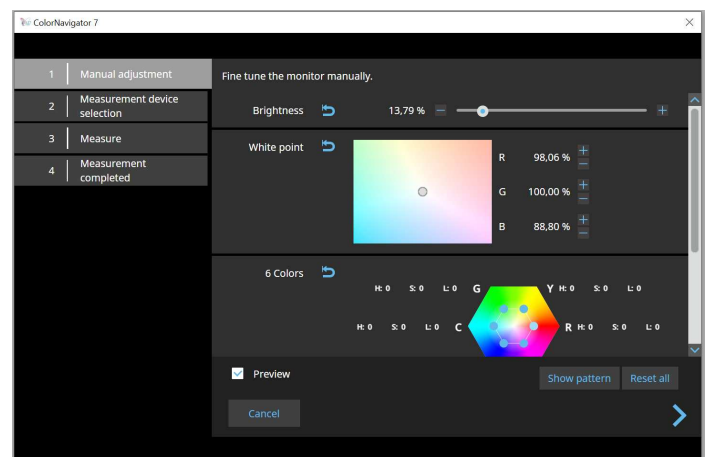 ColorNavigator 7
1 Manual adjustment
2 Measurement device
selection
3 Measure
4 Measurement
completed
Fine tune the monitor manually.
Brightness 13,79 %
White point
R 98,06 %
G 100,00 %
B 88,80 %
6 Colors
H: 0 S: 0 L: 0 G Y H: 0 S: 0 L: 0
H: 0 S: 0 L: 0 C R H: 0 S: 0 L: 0
Preview
Show pattern Reset all
Cancel